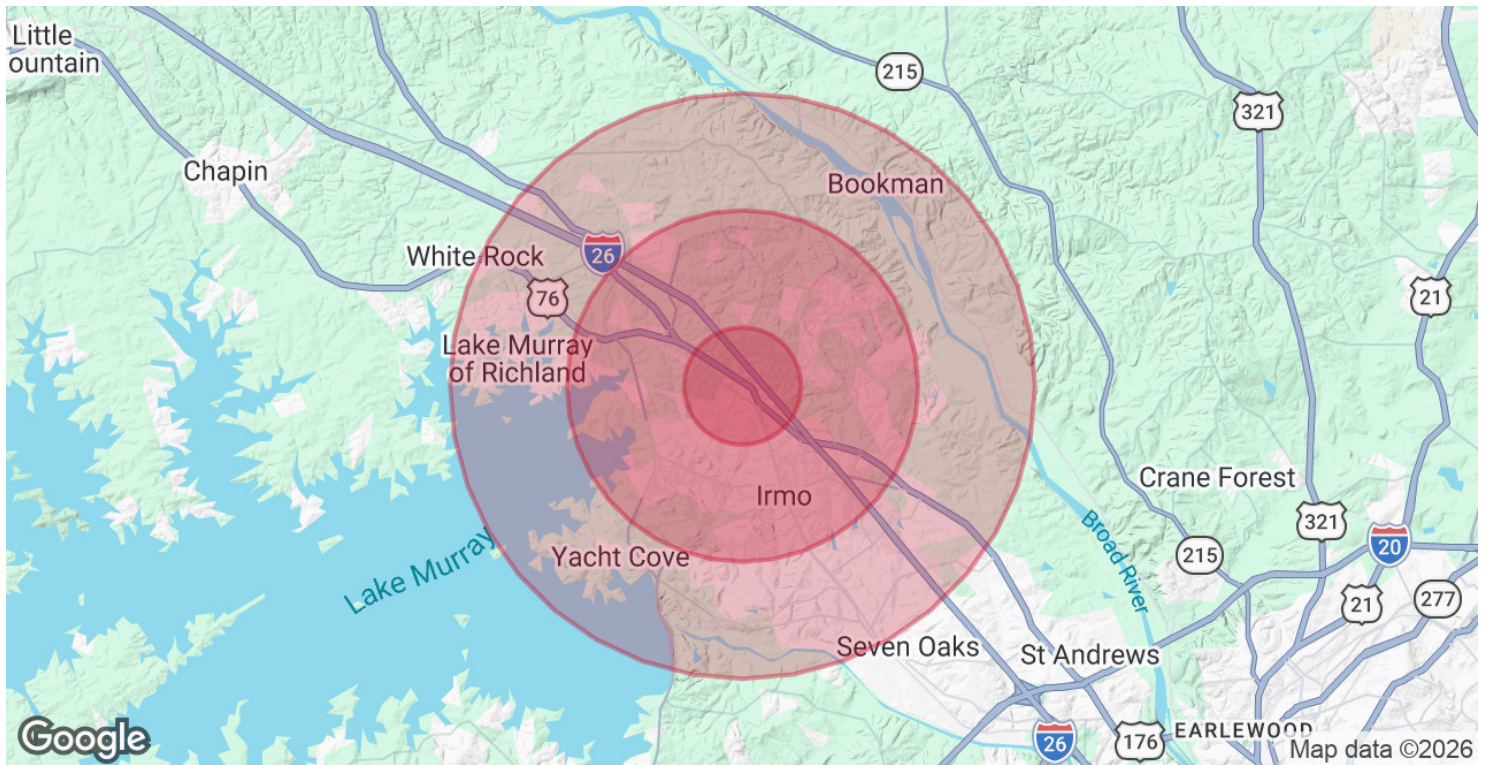 Little
ountain
215
321
Chapin
Bookman
White Rock
26
76
21
Lake Murray
of Richland
Irmo
Crane Forest
321
20
Lake Murray
Yacht Cove
Broad River
215
21
277
Seven Oaks
St Andrews
26
176
EARLEWOOD
Google
Map data ©2026